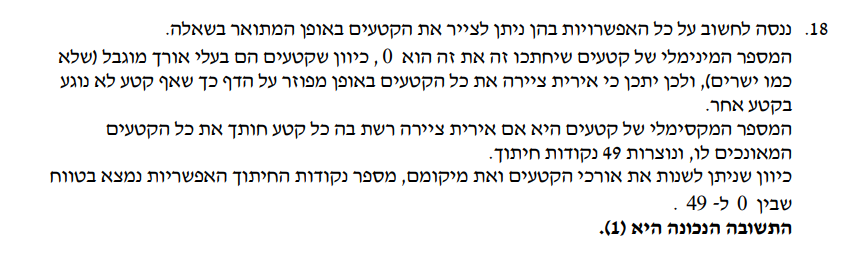 18. ננסה לחשוב על כל האפשרויות בהן ניתן לצייר את הקטעים באופן המתואר בשאלה.
המספר המינימלי של קטעים שיחתכו זה את זה הוא 0 , כיוון שקטעים הם בעלי אורך מוגבל (שלא
כמו ישרים), ולכן יתכן כי אירית ציירה את כל הקטעים באופן מפוזר על הדף כך שאף קטע לא נוגע
בקטע אחר.
המספר המקסימלי של קטעים היא אם אירית ציירה רשת בה כל קטע חותך את כל הקטעים
המאונכים לו, ונוצרות 49 נקודות חיתוך.
כיוון שניתן לשנות את אורכי הקטעים ואת מיקומם, מספר נקודות החיתוך האפשריות נמצא בטווח
שבין 0 ל- 49 .
התשובה הנכונה היא (1).